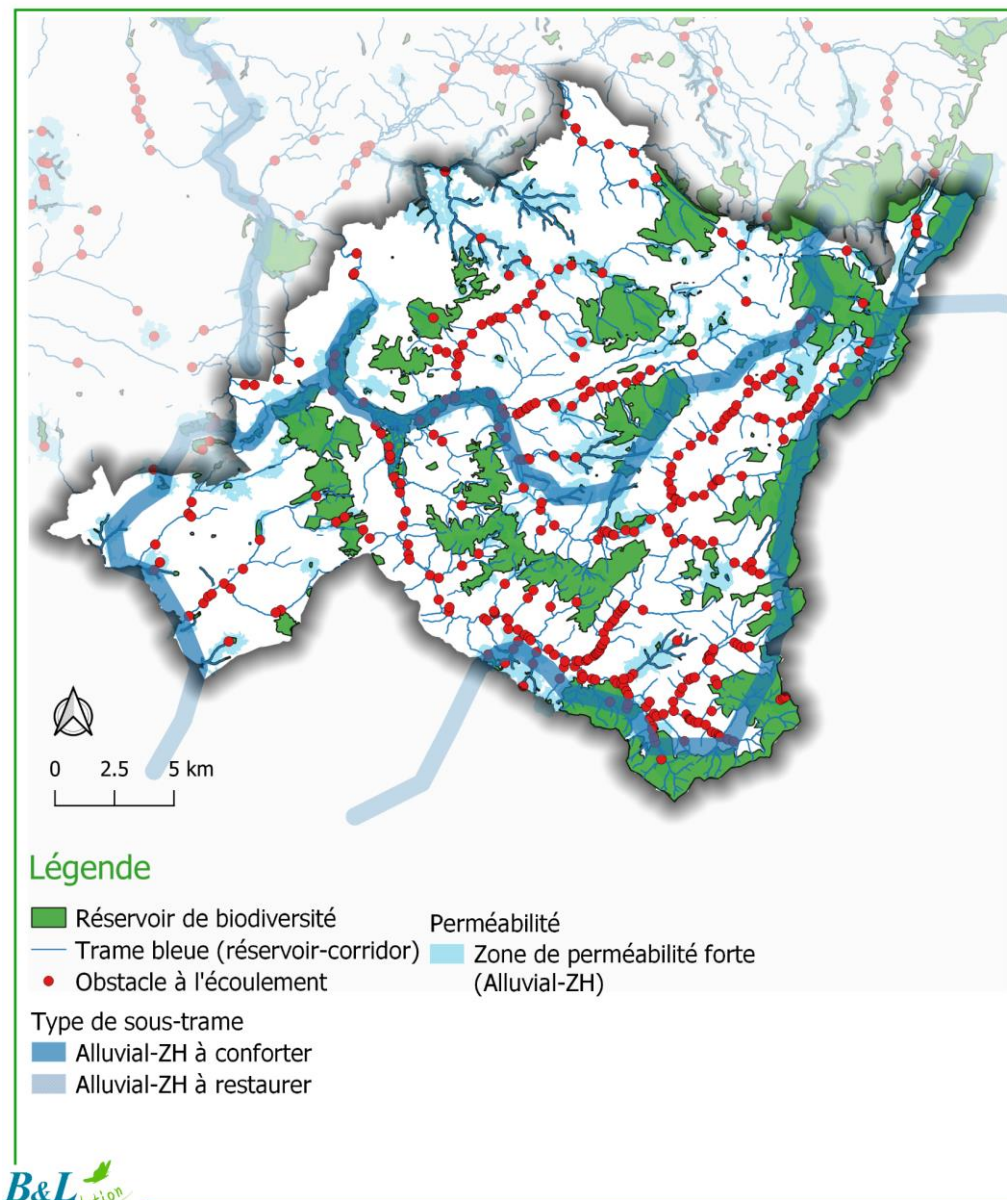 0 2.5 5 km
Légende
Réservoir de biodiversité
Trame bleue (réservoir-corridor)
Obstacle à l'écoulement
Perméabilité
Zone de perméabilité forte
(Alluvial-ZH)
Type de sous-trame
Alluvial-ZH à conforter
Alluvial-ZH à restaurer
B&L